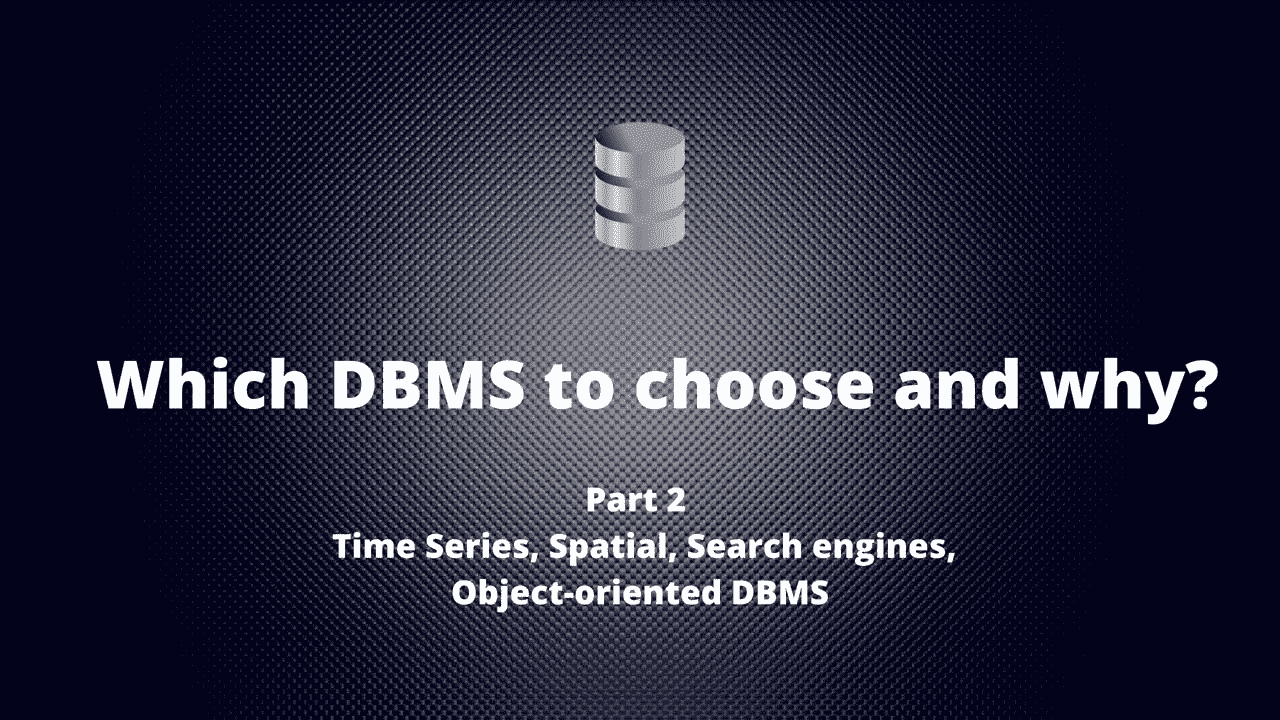 Which DBMS to choose and why?
Part 2
Time Series, Spatial, Search engines,
Object-oriented DBMS